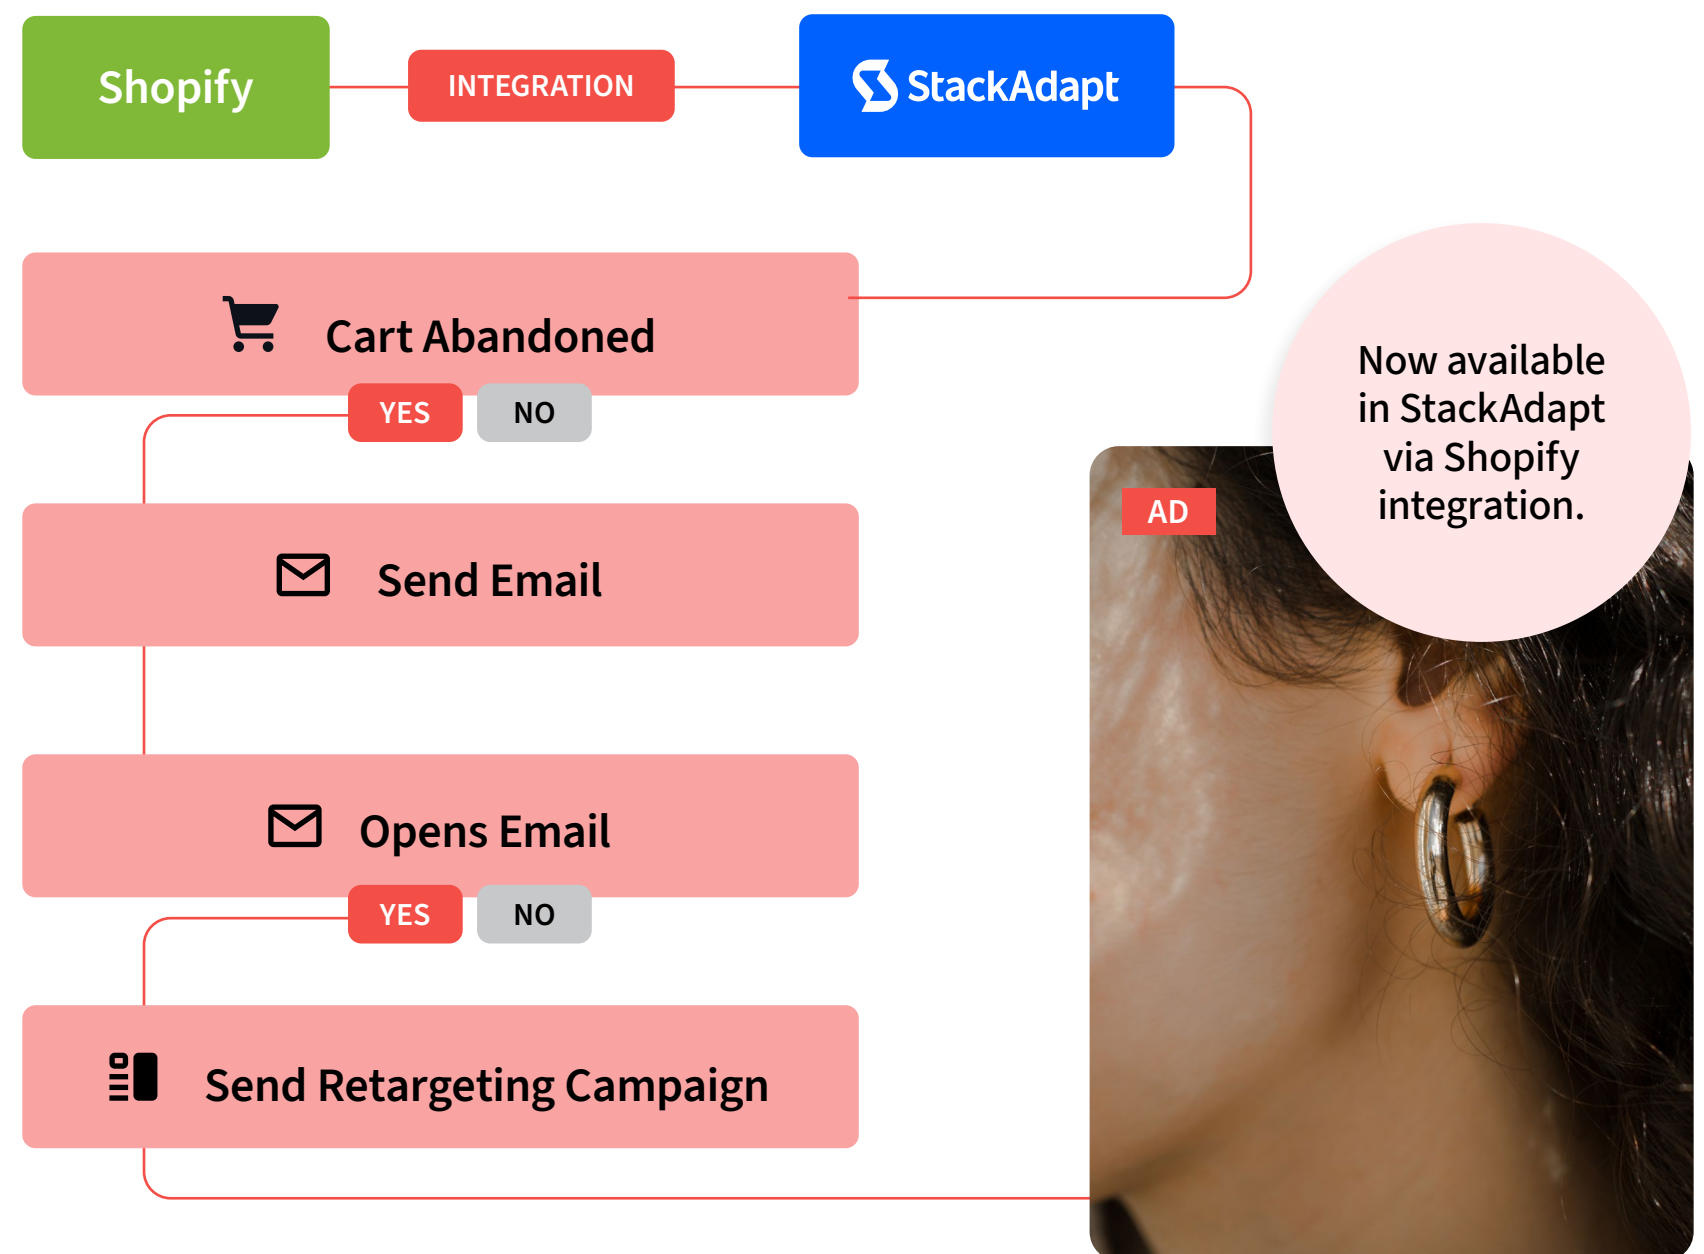 Shopify
INTEGRATION
StackAdapt
Cart Abandoned
YES
NO
Send Email
Opens Email
YES
NO
Send Retargeting Campaign
AD
Now available
in StackAdapt
via Shopify
integration.